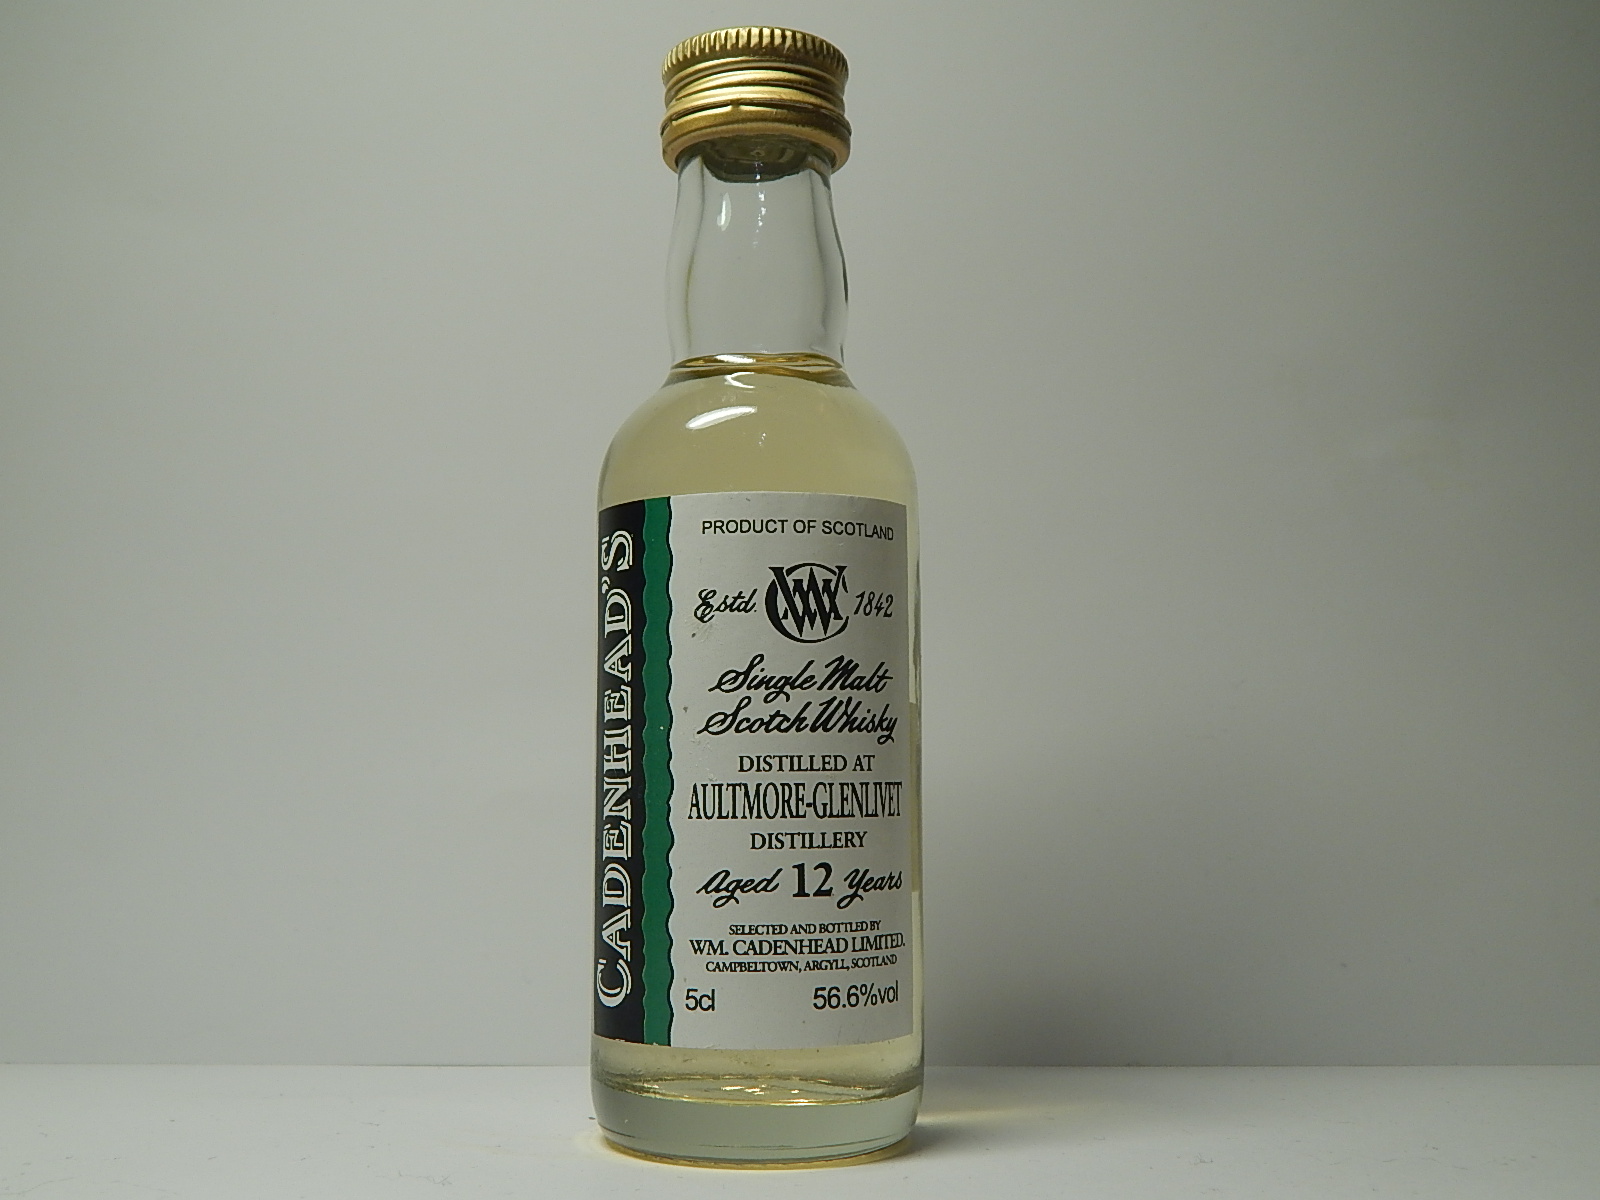 CADENHEAD'S
PRODUCT OF SCOTLAND
Estd. WC 1842
Single Malt
Scotch Whisky
DISTILLED AT
AULTMORE-GLENLIVET
DISTILLERY
Aged 12 Years
SELECTED AND BOTTLED BY
WM. CADENHEAD LIMITED.
CAMPBELTOWN, ARGYLL, SCOTLAND
5cl 56.6%vol